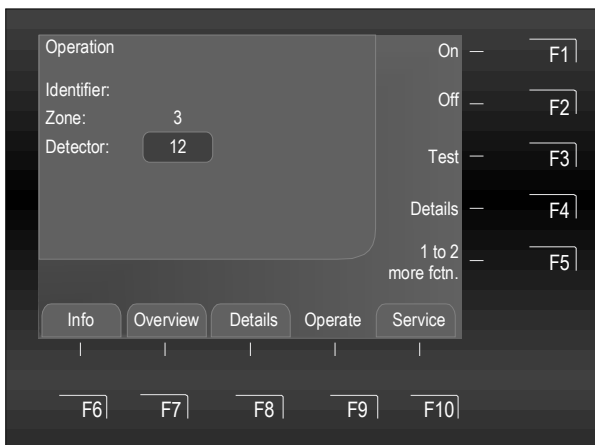 Operation
Identifier:
Zone: 3
Detector: 12
On
F1
Off
F2
Test
F3
Details
F4
1 to 2
more fctn.
F5
Info Overview Details Operate Service
F6 F7 F8 F9 F10